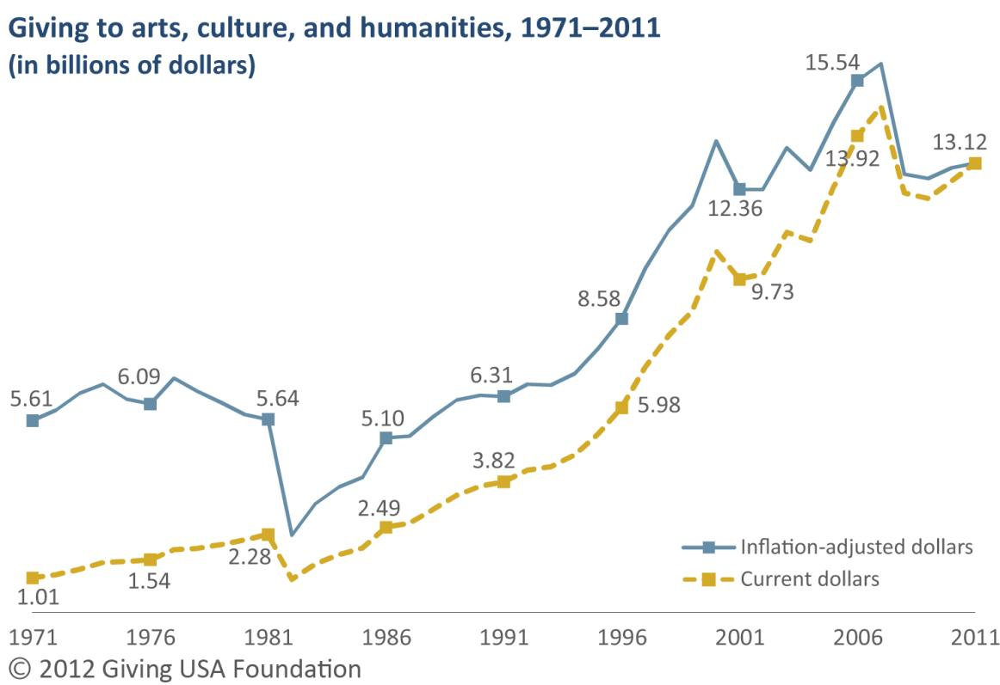 Giving to arts, culture, and humanities, 1971–2011
(in billions of dollars)
15.54
13.12
13.92
12.36
9.73
8.58
5.98
6.31
6.09
5.61
5.64
5.10
3.82
2.49
2.28
1.54
1.01
Inflation-adjusted dollars
Current dollars
1971 1976 1981 1986 1991 1996 2001 2006 2011
© 2012 Giving USA Foundation